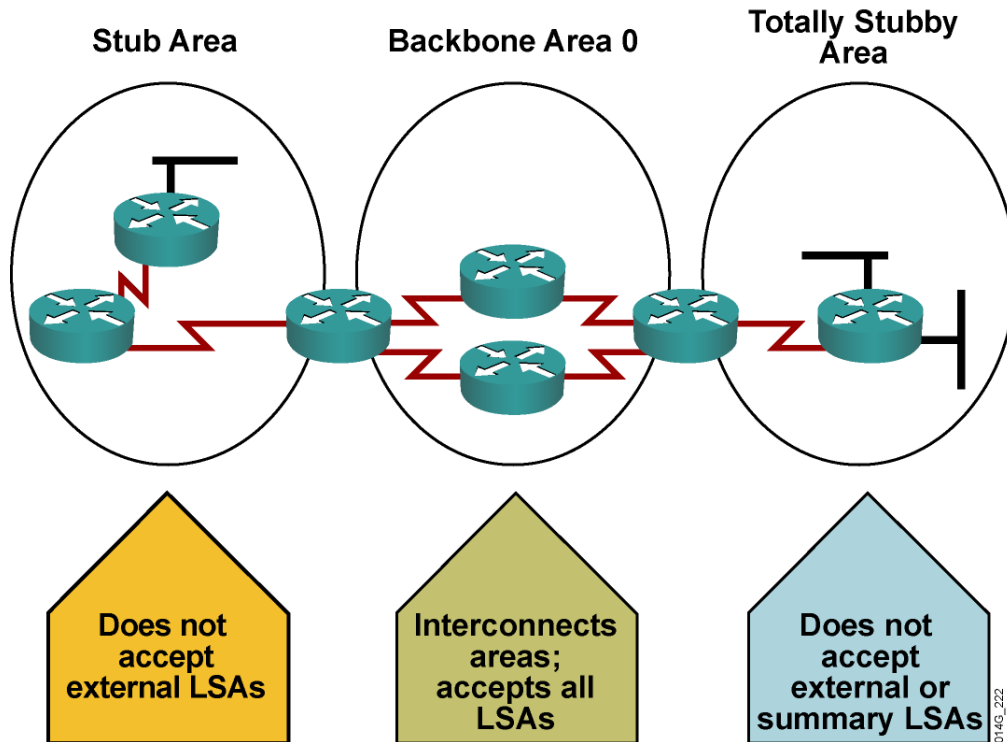 Stub Area
Backbone Area 0
Totally Stubby
Area
Does not
accept
external LSAs
Interconnects
areas;
accepts all
LSAs
Does not
accept
external or
summary LSAs
014G_222